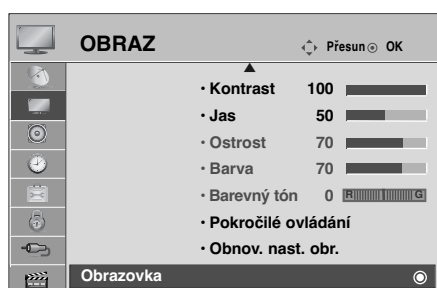 OBRAZ Přesun OK
• Kontrast 100
• Jas 50
• Ostrost 70
• Barva 70
• Barevný tón 0 R G
• Pokročilé ovládání
• Obnov. nast. obr.
Obrazovka